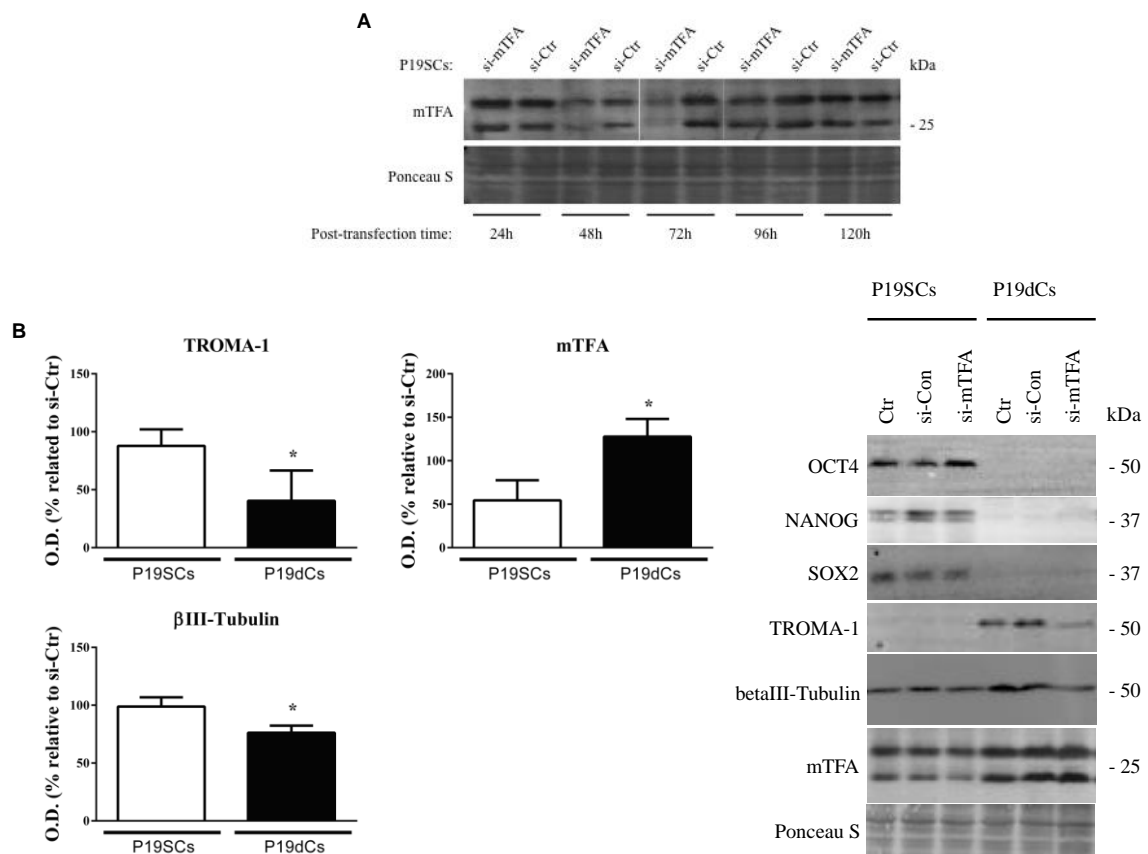 A
P19SCs: si-mTFA si-Ctr si-mTFA si-Ctr si-mTFA si-Ctr si-mTFA si-Ctr si-mTFA si-Ctr kDa
mTFA
- 25
Ponceau S
Post-transfection time: 24h 48h 72h 96h 120h
B
TROMA-1
O.D. (% related to si-Ctr)
150
100
50
0
P19SCs P19dCs
mTFA
O.D. (% relative to si-Ctr)
200
150
100
50
0
P19SCs P19dCs
βIII-Tubulin
O.D. (% relative to si-Ctr)
150
100
50
0
P19SCs P19dCs
*
*
*
P19SCs P19dCs
Ctr si-Con si-mTFA Ctr si-Con si-mTFA kDa
OCT4 - 50
NANOG - 37
SOX2 - 37
TROMA-1 - 50
betaIII-Tubulin - 50
mTFA - 25
Ponceau S